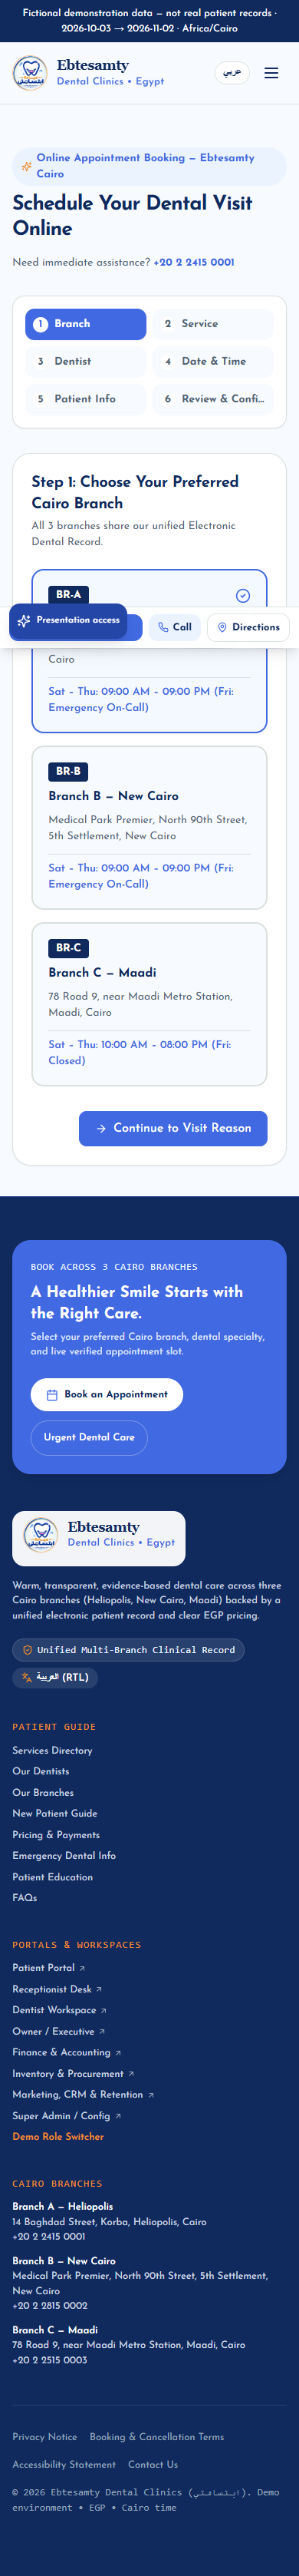 Fictional demonstration data — not real patient records ·
2026-10-03 → 2026-11-02 · Africa/Cairo
Ebtesamty
Dental Clinics • Egypt
عربي
Online Appointment Booking — Ebtesamty
Cairo
Schedule Your Dental Visit
Online
Need immediate assistance? +20 2 2415 0001
1 Branch
2 Service
3 Dentist
4 Date & Time
5 Patient Info
6 Review & Confi...
Step 1: Choose Your Preferred
Cairo Branch
All 3 branches share our unified Electronic
Dental Record.
BR-A
Presentation access
Call
Directions
Cairo
Sat – Thu: 09:00 AM – 09:00 PM (Fri:
Emergency On-Call)
BR-B
Branch B — New Cairo
Medical Park Premier, North 90th Street,
5th Settlement, New Cairo
Sat – Thu: 09:00 AM – 09:00 PM (Fri:
Emergency On-Call)
BR-C
Branch C — Maadi
78 Road 9, near Maadi Metro Station,
Maadi, Cairo
Sat – Thu: 10:00 AM – 08:00 PM (Fri:
Closed)
Continue to Visit Reason
BOOK ACROSS 3 CAIRO BRANCHES
A Healthier Smile Starts with
the Right Care.
Select your preferred Cairo branch, dental specialty,
and live verified appointment slot.
Book an Appointment
Urgent Dental Care
Ebtesamty
Dental Clinics • Egypt
Warm, transparent, evidence-based dental care across three
Cairo branches (Heliopolis, New Cairo, Maadi) backed by a
unified electronic patient record and clear EGP pricing.
Unified Multi-Branch Clinical Record
العربية (RTL)
PATIENT GUIDE
Services Directory
Our Dentists
Our Branches
New Patient Guide
Pricing & Payments
Emergency Dental Info
Patient Education
FAQs
PORTALS & WORKSPACES
Patient Portal ↗
Receptionist Desk ↗
Dentist Workspace ↗
Owner / Executive ↗
Finance & Accounting ↗
Inventory & Procurement ↗
Marketing, CRM & Retention ↗
Super Admin / Config ↗
Demo Role Switcher
CAIRO BRANCHES
Branch A — Heliopolis
14 Baghdad Street, Korba, Heliopolis, Cairo
+20 2 2415 0001
Branch B — New Cairo
Medical Park Premier, North 90th Street, 5th Settlement,
New Cairo
+20 2 2815 0002
Branch C — Maadi
78 Road 9, near Maadi Metro Station, Maadi, Cairo
+20 2 2515 0003
Privacy Notice
Booking & Cancellation Terms
Accessibility Statement
Contact Us
© 2026 Ebtesamty Dental Clinics (ابتسامتي). Demo
environment • EGP • Cairo time